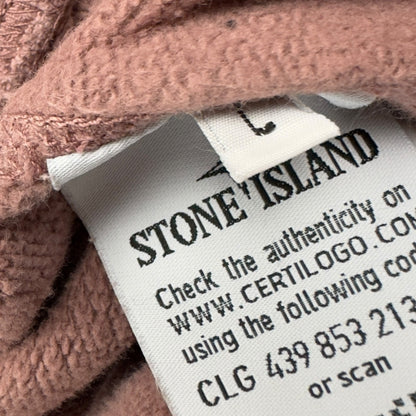 L
STONE ISLAND
Check the authenticity on
WWW.CERTILOGO.COM
using the following code
CLG 439 853 213
or scan